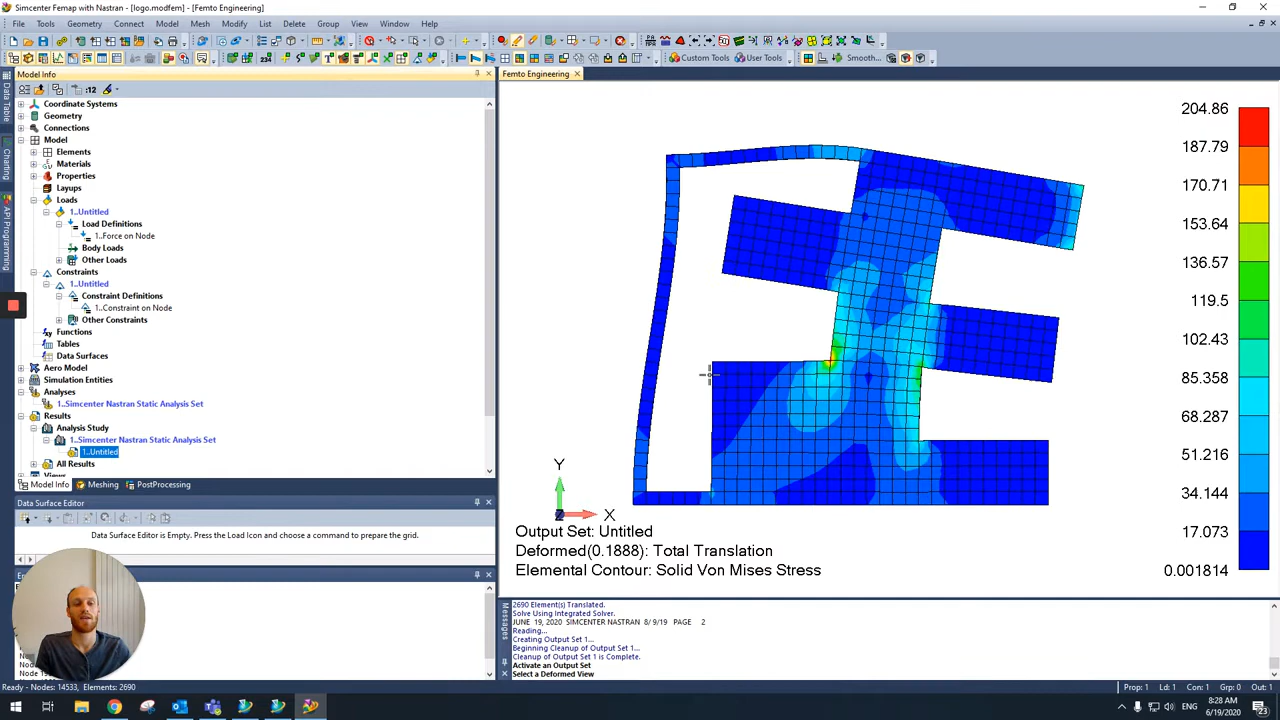 Simcenter Femap with Nastran - [logo.modfem] - [Femto Engineering]
File Tools Geometry Connect Model Mesh Modify List Delete Group View Window Help
Custom Tools User Tools Smooth...
Model Info
Femto Engineering
:12
Coordinate Systems
Geometry
Connections
Model
Elements
Materials
Properties
Layups
Loads
1..Untitled
Load Definitions
1..Force on Node
Body Loads
Other Loads
Constraints
1..Untitled
Constraint Definitions
1..Constraint on Node
Other Constraints
Functions
Tables
Data Surfaces
Aero Model
Simulation Entities
Analyses
1..Simcenter Nastran Static Analysis Set
Results
Analysis Study
1..Simcenter Nastran Static Analysis Set
1..Untitled
All Results
Views
Model Info Meshing PostProcessing
Data Surface Editor
Data Surface Editor is Empty. Press the Load Icon and choose a command to prepare the grid.
Data Table
Charting
API Programming
204.86
187.79
170.71
153.64
136.57
119.5
102.43
85.358
68.287
51.216
34.144
17.073
0.001814
Y
X
Z
Output Set: Untitled
Deformed(0.1888): Total Translation
Elemental Contour: Solid Von Mises Stress
Messages
2690 Element(s) Translated.
Solve Using Integrated Solver.
JUNE 19, 2020 SIMCENTER NASTRAN 8/ 9/19 PAGE 2
Reading...
Creating Output Set 1...
Beginning Cleanup of Output Set 1...
Cleanup of Output Set 1 is Complete.
Activate an Output Set
Select a Deformed View
Ready - Nodes: 14533, Elements: 2690
Prop: 1 Ld: 1 Con: 1 Grp: 0 Out: 1
ENG
8:28 AM
6/19/2020
23